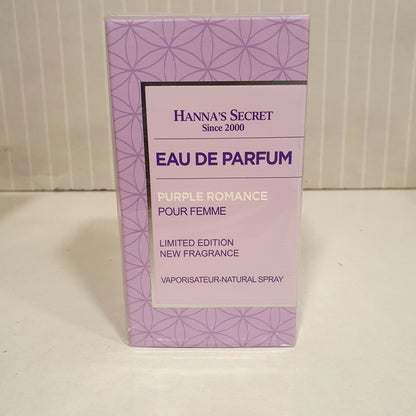 HANNA'S SECRET
Since 2000
EAU DE PARFUM
PURPLE ROMANCE
POUR FEMME
LIMITED EDITION
NEW FRAGRANCE
VAPORISATEUR-NATURAL SPRAY